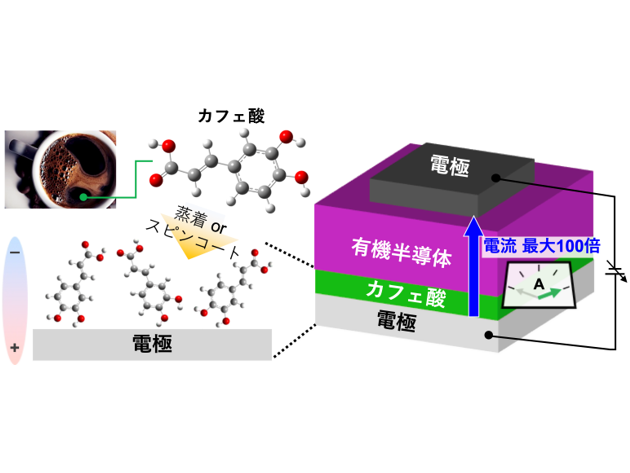 カフェ酸
蒸着 or
スピンコート
−
+
電極
電極
有機半導体
カフェ酸
電極
電流 最大100倍
A